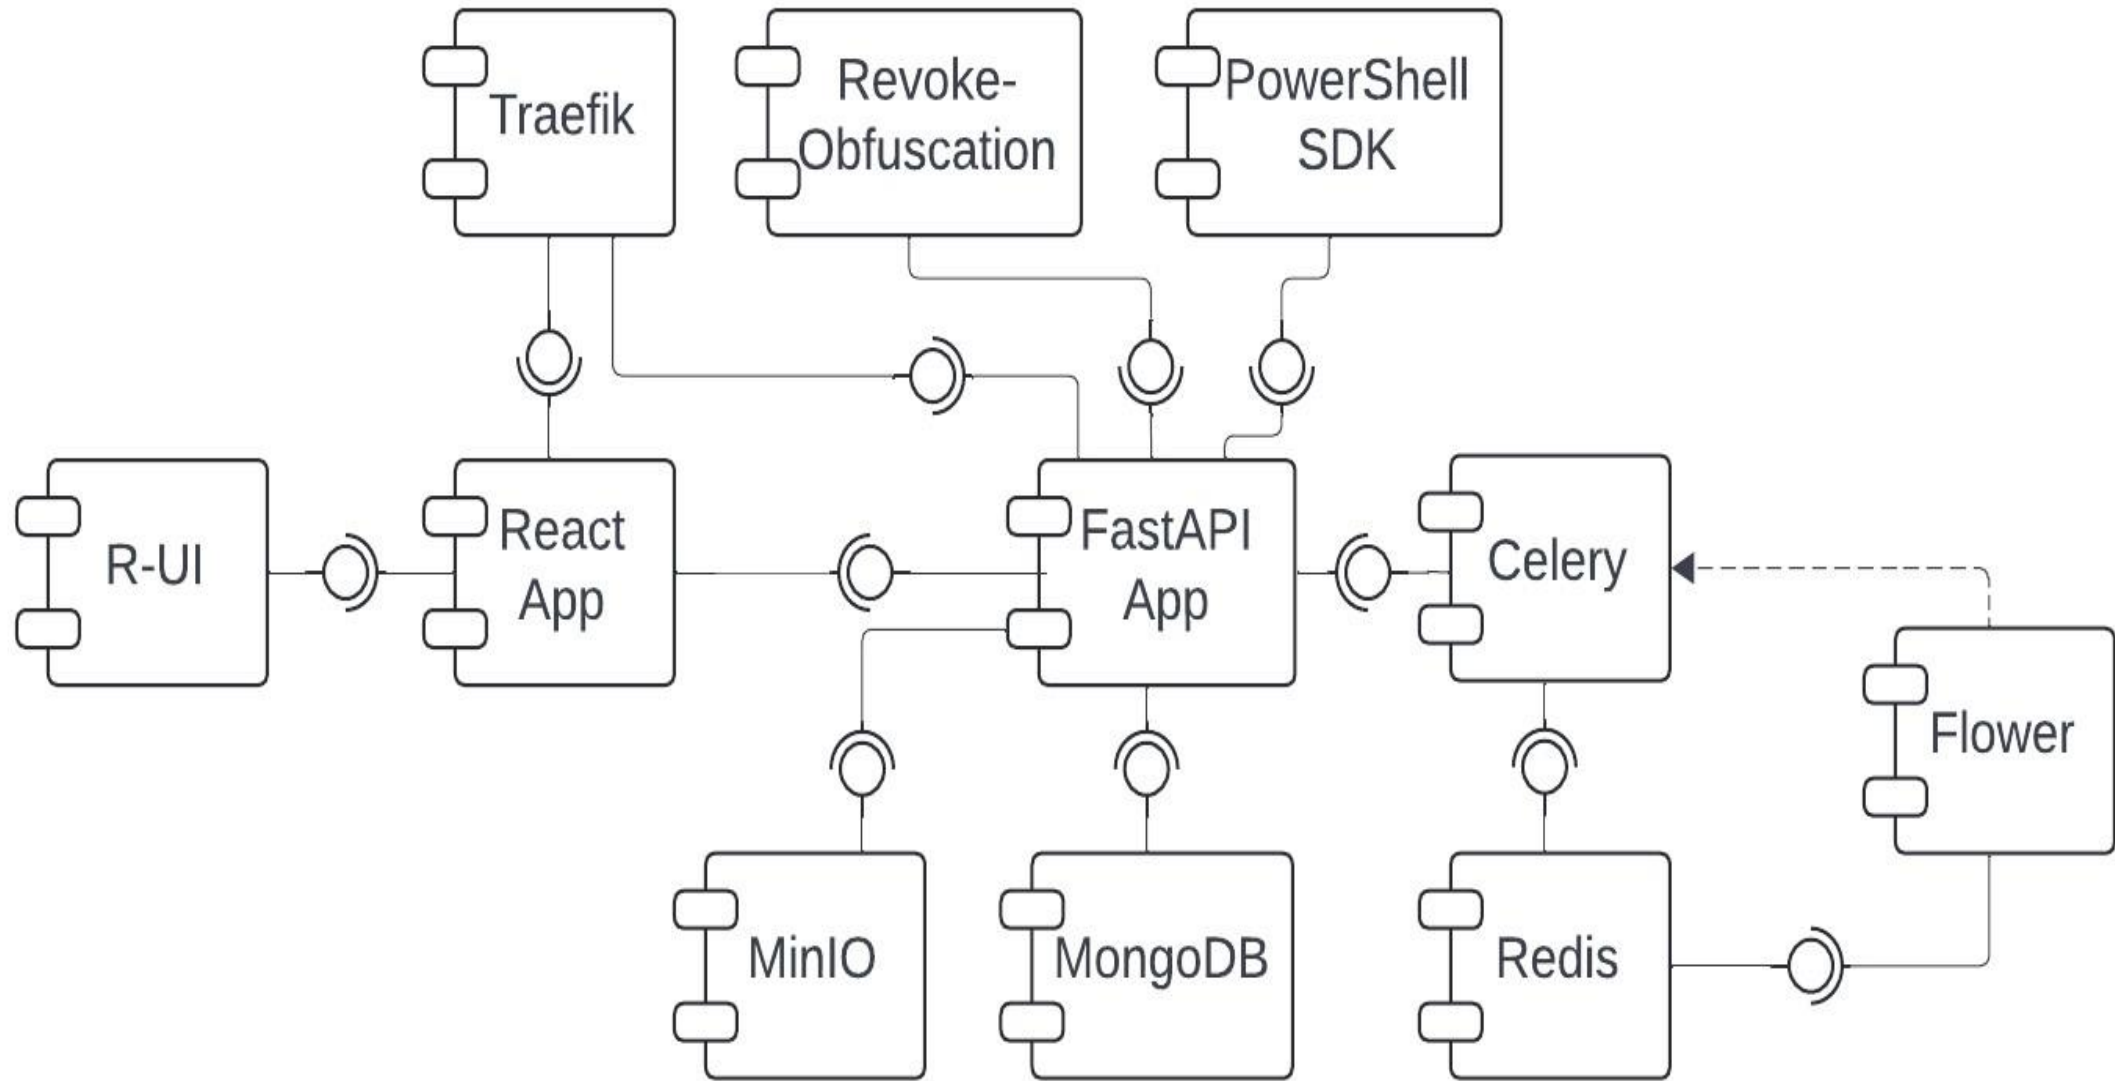 Traefik
Revoke-
Obfuscation
PowerShell
SDK
R-UI
React
App
FastAPI
App
Celery
Flower
MinIO
MongoDB
Redis